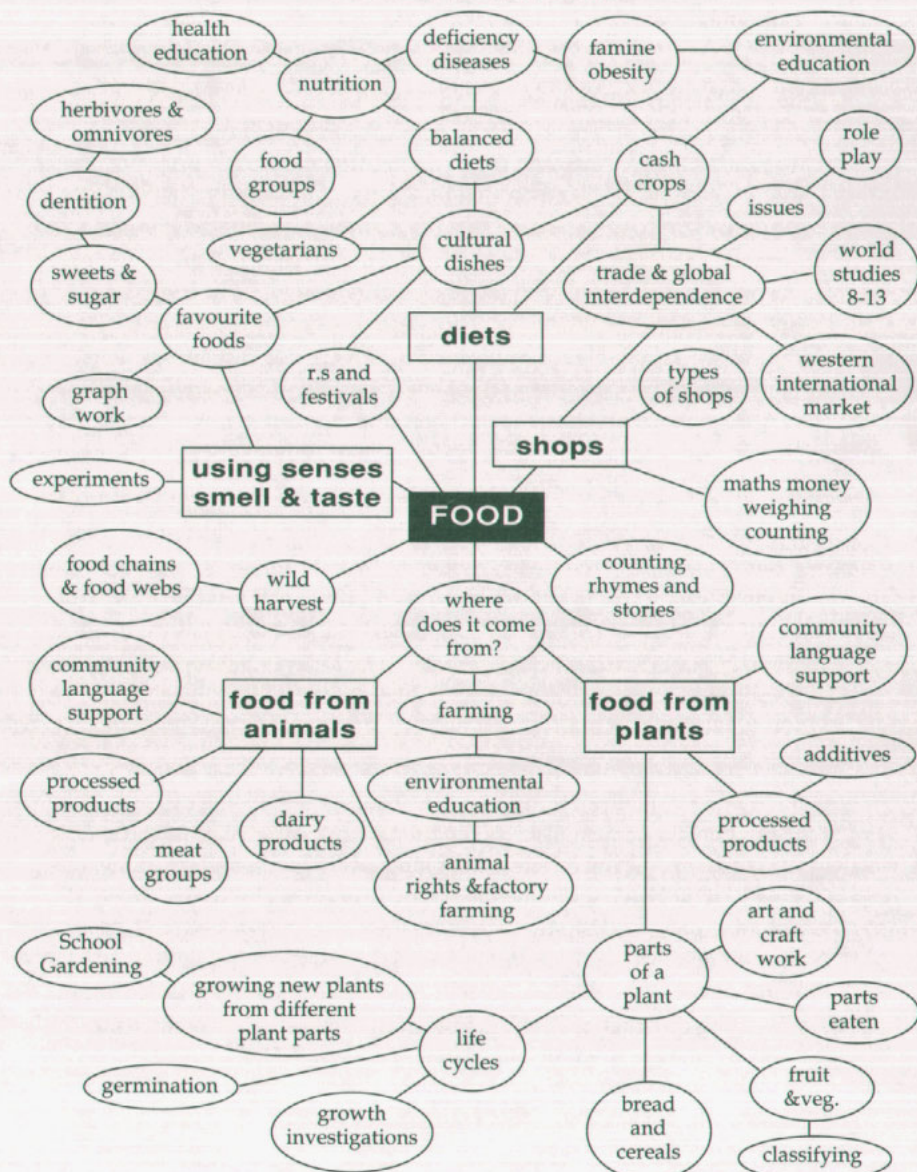 health
education
deficiency
diseases
famine
obesity
environmental
education
nutrition
herbivores &
omnivores
food
groups
balanced
diets
cash
crops
role
play
dentition
issues
vegetarians
cultural
dishes
sweets &
sugar
trade & global
interdependence
world
studies
8-13
favourite
foods
diets
graph
work
r.s and
festivals
types
of shops
western
international
market
shops
using senses
smell & taste
experiments
maths money
weighing
counting
FOOD
food chains
& food webs
wild
harvest
where
does it come
from?
counting
rhymes and
stories
community
language
support
community
language
support
food from
animals
farming
food from
plants
additives
processed
products
environmental
education
meat
groups
dairy
products
processed
products
animal
rights &factory
farming
art and
craft
work
School
Gardening
growing new plants
from different
plant parts
parts
of a
plant
parts
eaten
life
cycles
germination
growth
investigations
bread
and
cereals
fruit
&veg.
classifying